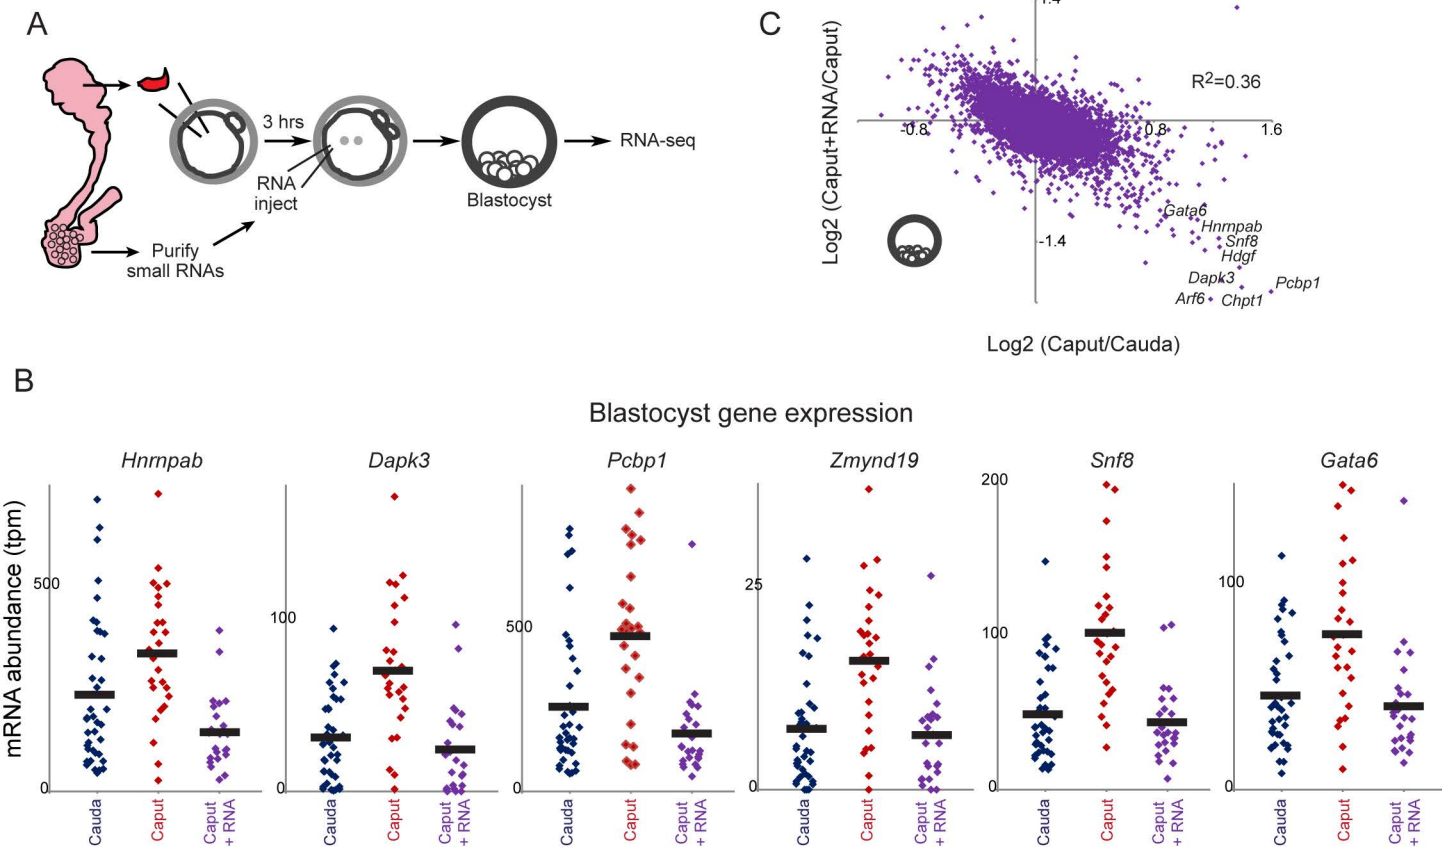 A
3 hrs
RNA
inject
Purify
small RNAs
Blastocyst
RNA-seq
C
1.4
R²=0.36
-0.8
0.8
1.6
-1.4
Gata6
Hnrnpab
Snf8
Hdgf
Dapk3
Pcbp1
Arf6
Chpt1
Log2 (Caput+RNA/Caput)
Log2 (Caput/Cauda)
B
Blastocyst gene expression
mRNA abundance (tpm)
Hnrnpab
500
0
Cauda
Caput
Caput
+ RNA
Dapk3
100
0
Cauda
Caput
Caput
+ RNA
Pcbp1
500
0
Cauda
Caput
Caput
+ RNA
Zmynd19
25
0
Cauda
Caput
Caput
+ RNA
Snf8
200
100
0
Cauda
Caput
Caput
+ RNA
Gata6
100
0
Cauda
Caput
Caput
+ RNA